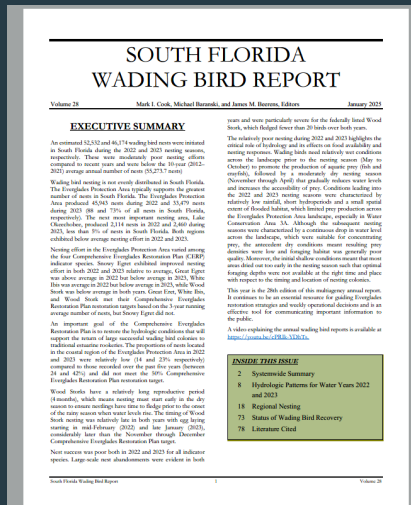 SOUTH FLORIDA
WADING BIRD REPORT
Volume 28
Mark I. Cook, Michael Baranski, and James M. Beerens, Editors
January 2025
EXECUTIVE SUMMARY
An estimated 52,532 and 46,174 wading bird nests were initiated
in South Florida during the 2022 and 2023 nesting seasons,
respectively. These were moderately poor nesting efforts
compared to recent years and were below the 10-year (2012–
2021) average annual number of nests (55,273.7 nests)
Wading bird nesting is not evenly distributed in South Florida.
The Everglades Protection Area typically supports the greatest
number of nests in South Florida. The Everglades Protection
Area produced 45,943 nests during 2022 and 33,679 nests
during 2023 (88 and 73% of all nests in South Florida,
respectively). The next most important nesting area, Lake
Okeechobee, produced 2,114 nests in 2022 and 2,460 during
2023, less than 5% of nests in South Florida. Both regions
exhibited below average nesting effort in 2022 and 2023.
Nesting effort in the Everglades Protection Area varied among
the four Comprehensive Everglades Restoration Plan (CERP)
indicator species. Snowy Egret exhibited improved nesting
effort in both 2022 and 2023 relative to average, Great Egret
was above average in 2022 but below average in 2023, White
Ibis was average in 2022 but below average in 2023, while Wood
Stork was below average in both years. Great Egret, White Ibis,
and Wood Stork met their Comprehensive Everglades
Restoration Plan restoration targets based on the 3-year running
average number of nests, but Snowy Egret did not.
An important goal of the Comprehensive Everglades
Restoration Plan is to restore the hydrologic conditions that will
support the return of large successful wading bird colonies to
traditional estuarine rookeries. The proportions of nests located
in the coastal region of the Everglades Protection Area in 2022
and 2023 were relatively low (14 and 23% respectively)
compared to those recorded over the past five years (between
24 and 42%) and did not meet the 50% Comprehensive
Everglades Restoration Plan restoration target.
Wood Storks have a relatively long reproductive period
(4 months), which means nesting must start early in the dry
season to ensure nestlings have time to fledge prior to the onset
of the rainy season when water levels rise. The timing of Wood
Stork nesting was relatively late in both years with egg laying
starting in mid-February (2022) and late January (2023),
considerably later than the November through December
Comprehensive Everglades Restoration Plan target.
Nest success was poor both in 2022 and 2023 for all indicator
species. Large-scale nest abandonments were evident in both
years and were particularly severe for the federally listed Wood
Stork, which fledged fewer than 20 birds over both years.
The relatively poor nesting during 2022 and 2023 highlights the
critical role of hydrology and its effects on food availability and
nesting responses. Wading birds need relatively wet conditions
across the landscape prior to the nesting season (May to
October) to promote the production of aquatic prey (fish and
crayfish), followed by a moderately dry nesting season
(November through April) that gradually reduces water levels
and increases the accessibility of prey. Conditions leading into
the 2022 and 2023 nesting seasons were characterized by
relatively low rainfall, short hydroperiods and a small spatial
extent of flooded habitat, which limited prey production across
the Everglades Protection Area landscape, especially in Water
Conservation Area 3A. Although the subsequent nesting
seasons were characterized by a continuous drop in water levels
across the landscape, which were suitable for concentrating
prey, the antecedent dry conditions meant resulting prey
densities were low and foraging habitat was generally poor
quality. Moreover, the initial shallow conditions meant that most
areas dried out too early in the nesting season such that optimal
foraging depths were not available at the right time and place
with respect to the timing and location of nesting colonies.
This year is the 28th edition of this multiagency annual report.
It continues to be an essential resource for guiding Everglades
restoration strategies and weekly operational decisions and is an
effective tool for communicating important information to
the public.
A video explaining the annual wading bird reports is available at
INSIDE THIS ISSUE
2 Systemwide Summary
8 Hydrologic Patterns for Water Years 2022
and 2023
18 Regional Nesting
73 Status of Wading Bird Recovery
78 Literature Cited
South Florida Wading Bird Report
1
Volume 28